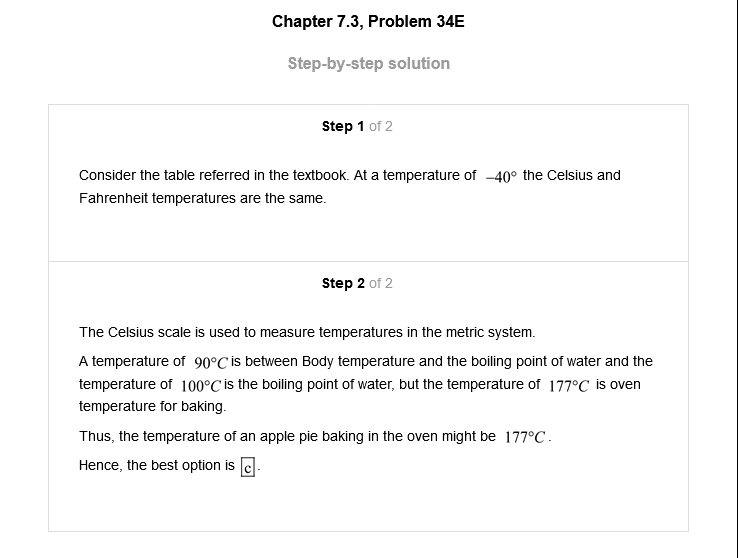 Chapter 7.3, Problem 34E
Step-by-step solution
Step 1 of 2
Consider the table referred in the textbook. At a temperature of −40° the Celsius and
Fahrenheit temperatures are the same.
Step 2 of 2
The Celsius scale is used to measure temperatures in the metric system.
A temperature of 90°C is between Body temperature and the boiling point of water and the
temperature of 100°C is the boiling point of water, but the temperature of 177°C is oven
temperature for baking.
Thus, the temperature of an apple pie baking in the oven might be 177°C.
Hence, the best option is c.